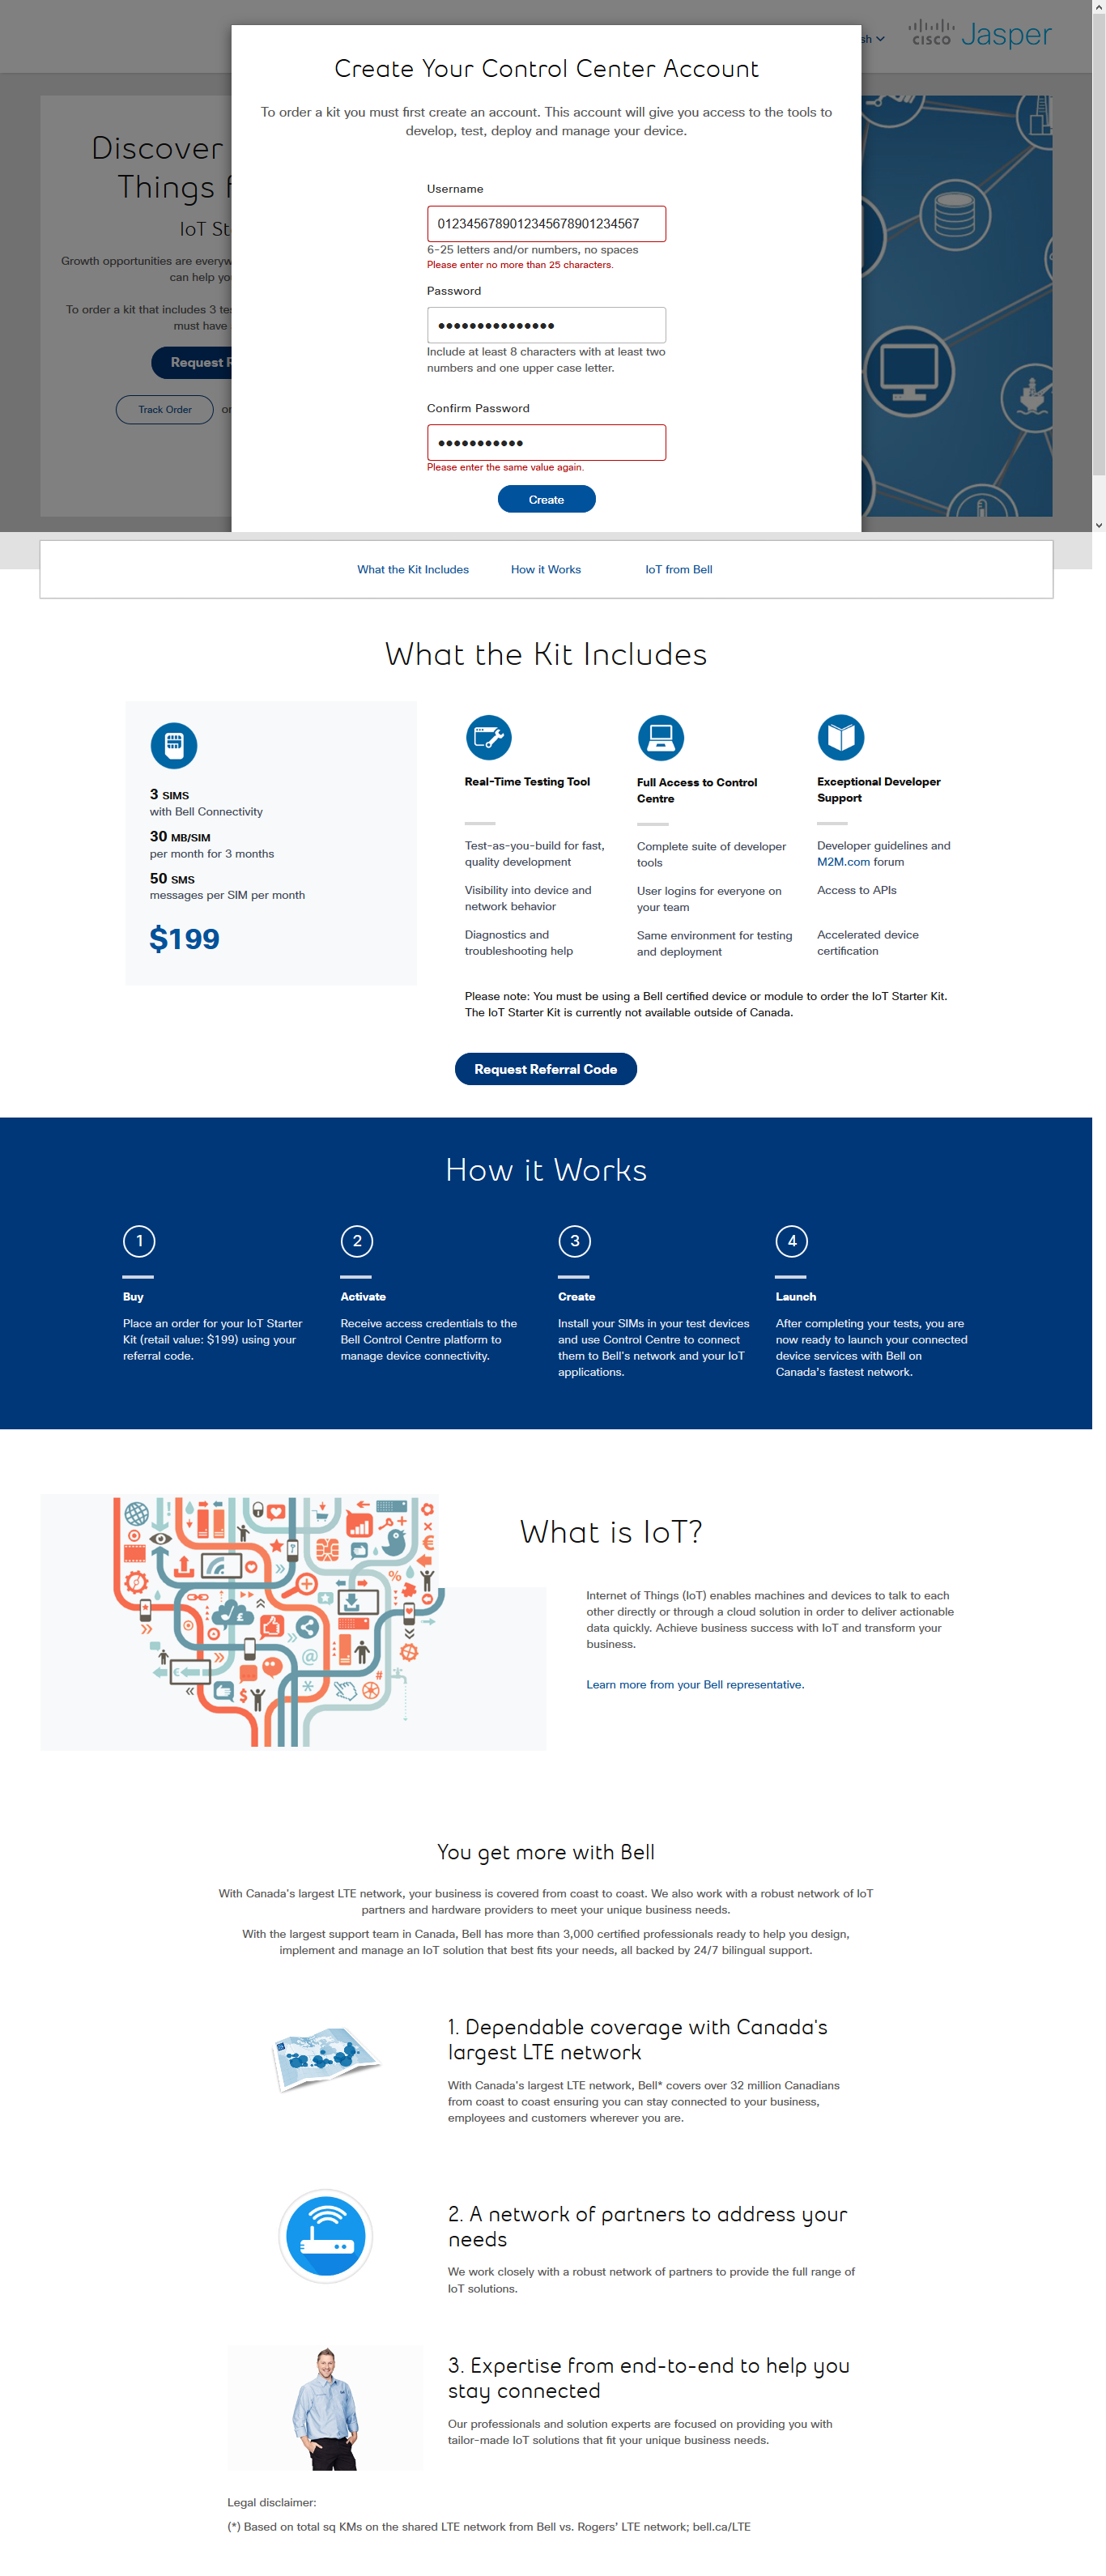 sh
CISCO Jasper
Create Your Control Center Account
To order a kit you must first create an account. This account will give you access to the tools to
develop, test, deploy and manage your device.
Discover
Things f
IoT St
Growth opportunities are everyw
can help yo
To order a kit that includes 3 te
must have
Request R
Track Order
or
Username
0123456789012345678901234567
6-25 letters and/or numbers, no spaces
Please enter no more than 25 characters.
Password
Include at least 8 characters with at least two
numbers and one upper case letter.
Confirm Password
Please enter the same value again.
Create
What the Kit Includes How it Works IoT from Bell
What the Kit Includes
3 SIMS
with Bell Connectivity
30 MB/SIM
per month for 3 months
50 SMS
messages per SIM per month
$199
Real-Time Testing Tool
Test-as-you-build for fast,
quality development
Visibility into device and
network behavior
Diagnostics and
troubleshooting help
Full Access to Control
Centre
Complete suite of developer
tools
User logins for everyone on
your team
Same environment for testing
and deployment
Exceptional Developer
Support
Developer guidelines and
M2M.com forum
Access to APIs
Accelerated device
certification
Please note: You must be using a Bell certified device or module to order the IoT Starter Kit.
The IoT Starter Kit is currently not available outside of Canada.
Request Referral Code
How it Works
1
Buy
Place an order for your IoT Starter
Kit (retail value: $199) using your
referral code.
2
Activate
Receive access credentials to the
Bell Control Centre platform to
manage device connectivity.
3
Create
Install your SIMs in your test devices
and use Control Centre to connect
them to Bell's network and your IoT
applications.
4
Launch
After completing your tests, you are
now ready to launch your connected
device services with Bell on
Canada's fastest network.
What is IoT?
Internet of Things (IoT) enables machines and devices to talk to each
other directly or through a cloud solution in order to deliver actionable
data quickly. Achieve business success with IoT and transform your
business.
Learn more from your Bell representative.
You get more with Bell
With Canada's largest LTE network, your business is covered from coast to coast. We also work with a robust network of IoT
partners and hardware providers to meet your unique business needs.
With the largest support team in Canada, Bell has more than 3,000 certified professionals ready to help you design,
implement and manage an IoT solution that best fits your needs, all backed by 24/7 bilingual support.
1. Dependable coverage with Canada's
largest LTE network
With Canada's largest LTE network, Bell* covers over 32 million Canadians
from coast to coast ensuring you can stay connected to your business,
employees and customers wherever you are.
2. A network of partners to address your
needs
We work closely with a robust network of partners to provide the full range of
IoT solutions.
3. Expertise from end-to-end to help you
stay connected
Our professionals and solution experts are focused on providing you with
tailor-made IoT solutions that fit your unique business needs.
Legal disclaimer:
(*) Based on total sq KMs on the shared LTE network from Bell vs. Rogers' LTE network; bell.ca/LTE